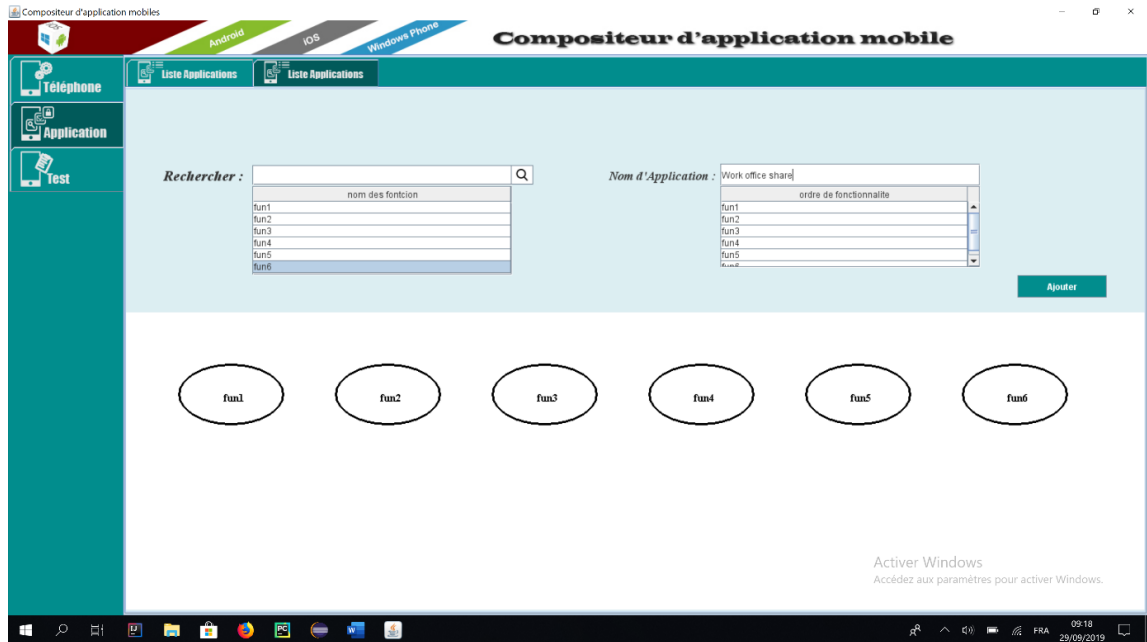 Compositeur d'application mobiles
Android
iOS
Windows Phone
Compositeur d'application mobile
Téléphone
Application
Test
Liste Applications
Liste Applications
Rechercher :
nom des fontcion
fun1
fun2
fun3
fun4
fun5
fun6
Nom d'Application : Work office share
ordre de fonctionnalite
fun1
fun2
fun3
fun4
fun5
fun6
Ajouter
fun1 fun2 fun3 fun4 fun5 fun6
Activer Windows
Accédez aux paramètres pour activer Windows.
IJ
PC
W
FRA
09:18
29/09/2019